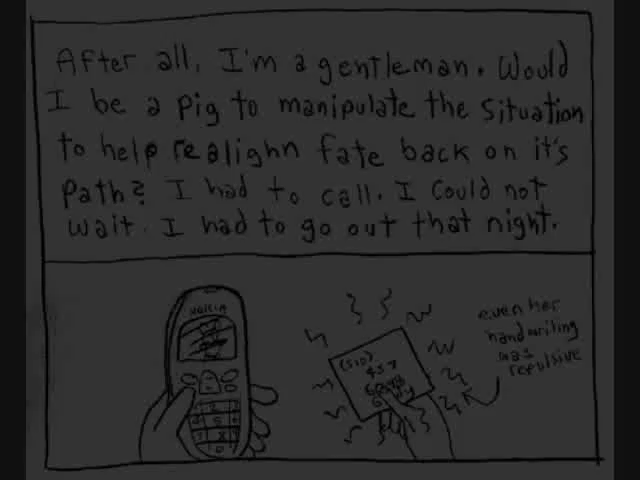 After all, I'm a gentleman. Would
I be a pig to manipulate the situation
to help realighn fate back on it's
Path? I had to call. I could not
wait. I had to go out that night.
NOKIA
even her
handwriting
was
repulsive
(510)
457